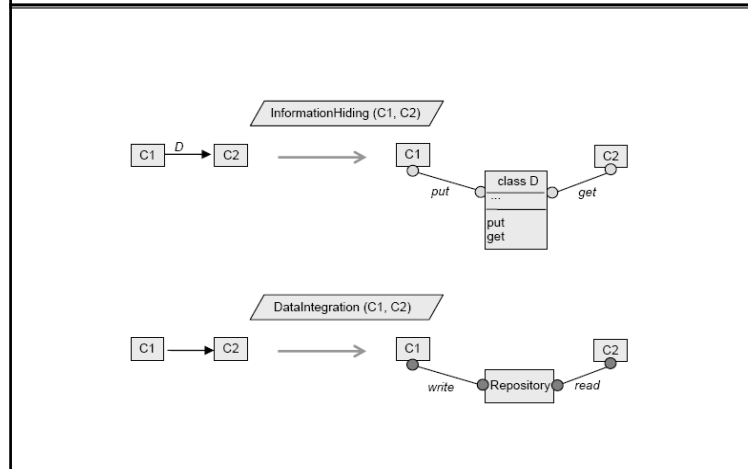 InformationHiding (C1, C2)
C1
D
C2
C1
put
class D
...
put
get
get
C2
DataIntegration (C1, C2)
C1
C2
C1
write
Repository
read
C2